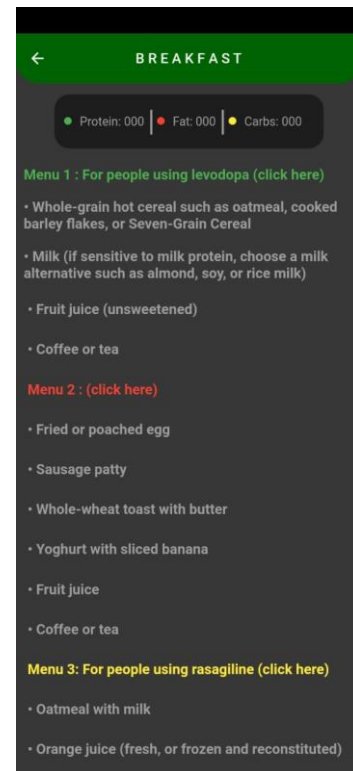 BREAKFAST
Protein: 000 Fat: 000 Carbs: 000
Menu 1 : For people using levodopa (click here)
• Whole-grain hot cereal such as oatmeal, cooked
barley flakes, or Seven-Grain Cereal
• Milk (if sensitive to milk protein, choose a milk
alternative such as almond, soy, or rice milk)
• Fruit juice (unsweetened)
• Coffee or tea
Menu 2 : (click here)
• Fried or poached egg
• Sausage patty
• Whole-wheat toast with butter
• Yoghurt with sliced banana
• Fruit juice
• Coffee or tea
Menu 3: For people using rasagiline (click here)
• Oatmeal with milk
• Orange juice (fresh, or frozen and reconstituted)